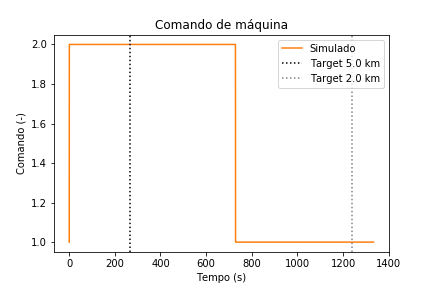 Comando de máquina
Simulado
Target 5.0 km
Target 2.0 km
Comando (-)
2.0
1.8
1.6
1.4
1.2
1.0
0 200 400 600 800 1000 1200 1400
Tempo (s)